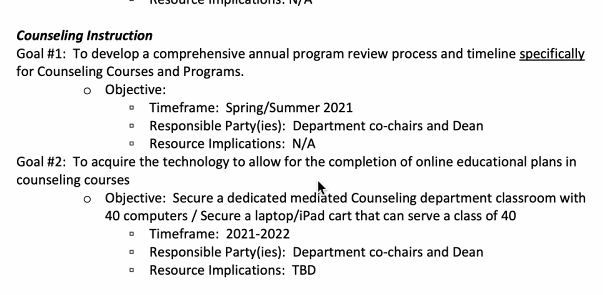 ▫ Resource Implications: N/A
Counseling Instruction
Goal #1: To develop a comprehensive annual program review process and timeline specifically
for Counseling Courses and Programs.
o Objective:
▫ Timeframe: Spring/Summer 2021
▫ Responsible Party(ies): Department co-chairs and Dean
▫ Resource Implications: N/A
Goal #2: To acquire the technology to allow for the completion of online educational plans in
counseling courses
o Objective: Secure a dedicated mediated Counseling department classroom with
40 computers / Secure a laptop/iPad cart that can serve a class of 40
▫ Timeframe: 2021-2022
▫ Responsible Party(ies): Department co-chairs and Dean
▫ Resource Implications: TBD